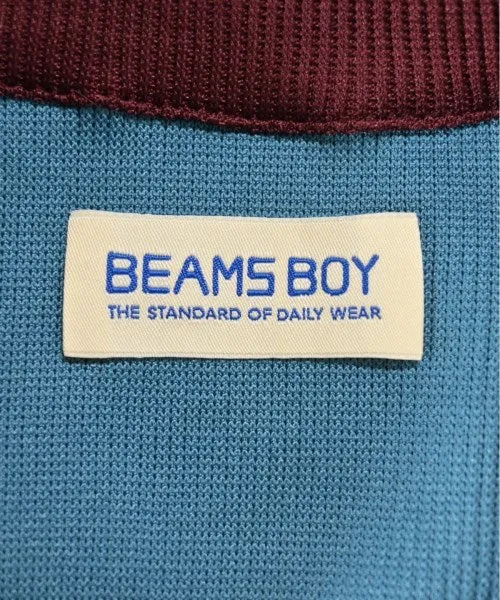 BEAMS BOY
THE STANDARD OF DAILY WEAR